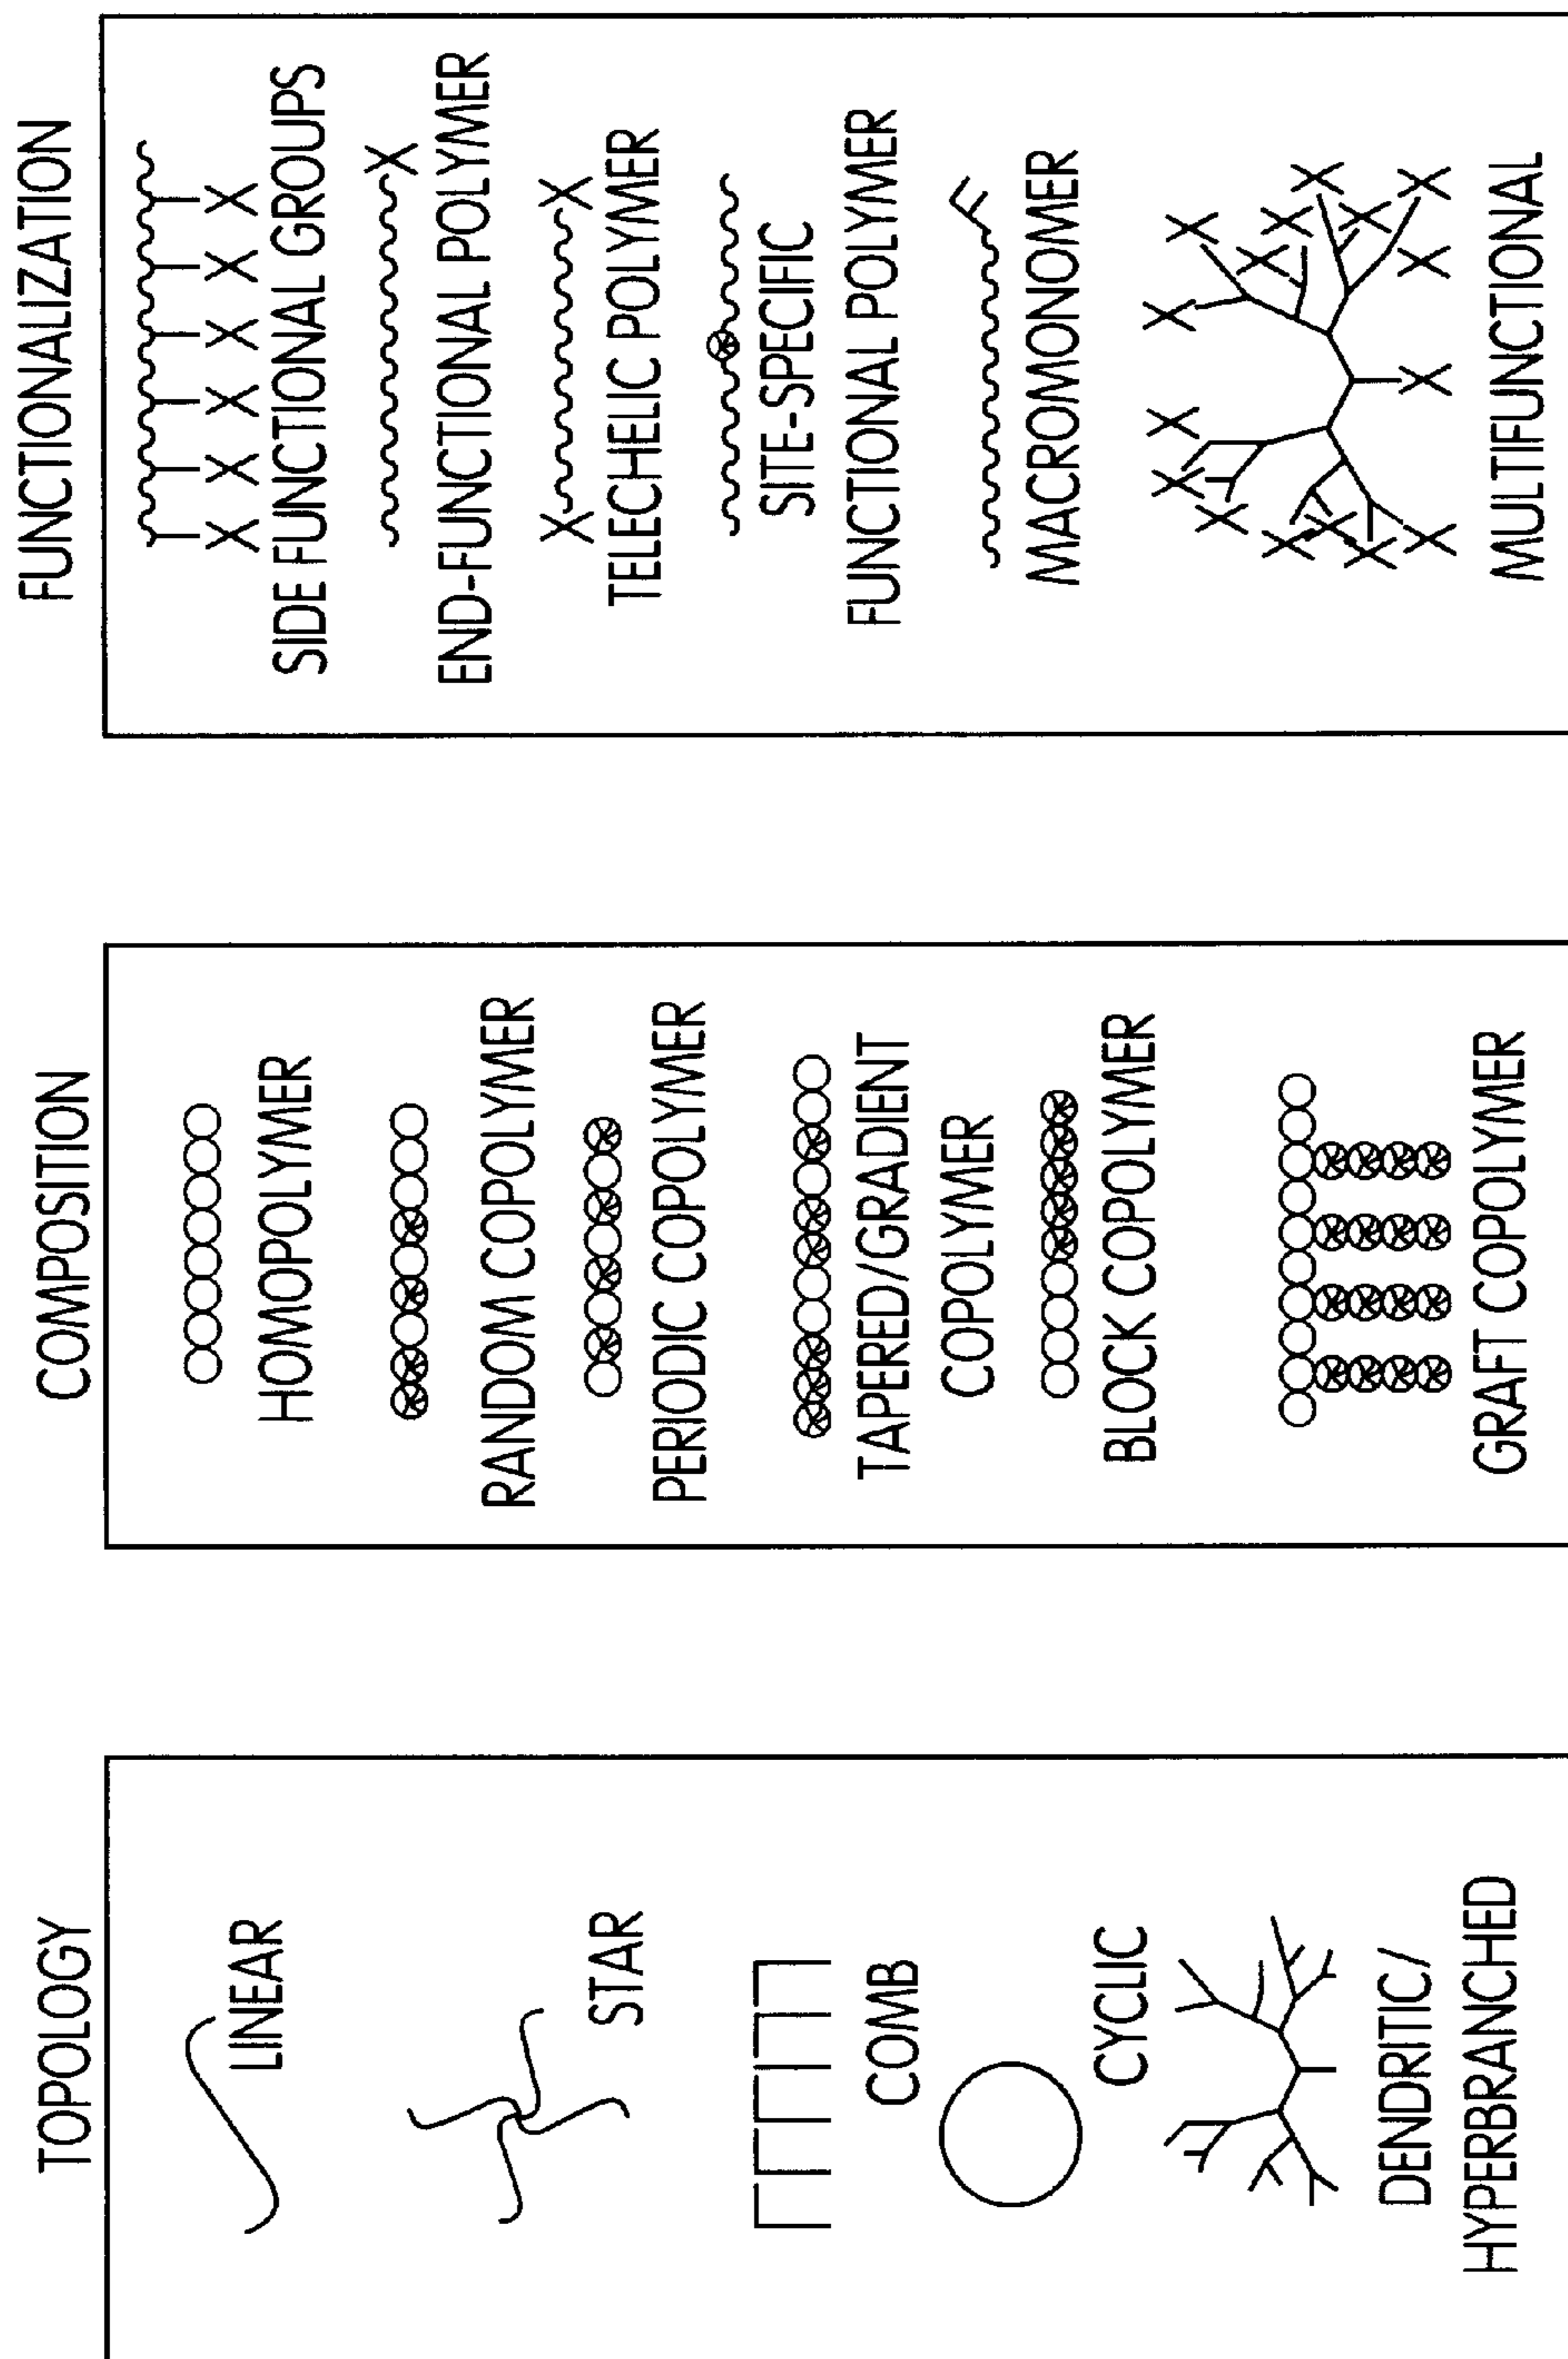 TOPOLOGY
LINEAR
STAR
COMB
CYCLIC
DENDRITIC/
HYPERBRANCHED
COMPOSITION
HOMOPOLYMER
RANDOM COPOLYMER
PERIODIC COPOLYMER
TAPERED/GRADIENT
COPOLYMER
BLOCK COPOLYMER
GRAFT COPOLYMER
FUNCTIONALIZATION
X X X X X X
SIDE FUNCTIONAL GROUPS
X
END-FUNCTIONAL POLYMER
X X
TELECHELIC POLYMER
SITE-SPECIFIC
FUNCTIONAL POLYMER
MACROMONOMER
X X X X X X X X X X X X X X X
MULTIFUNCTIONAL